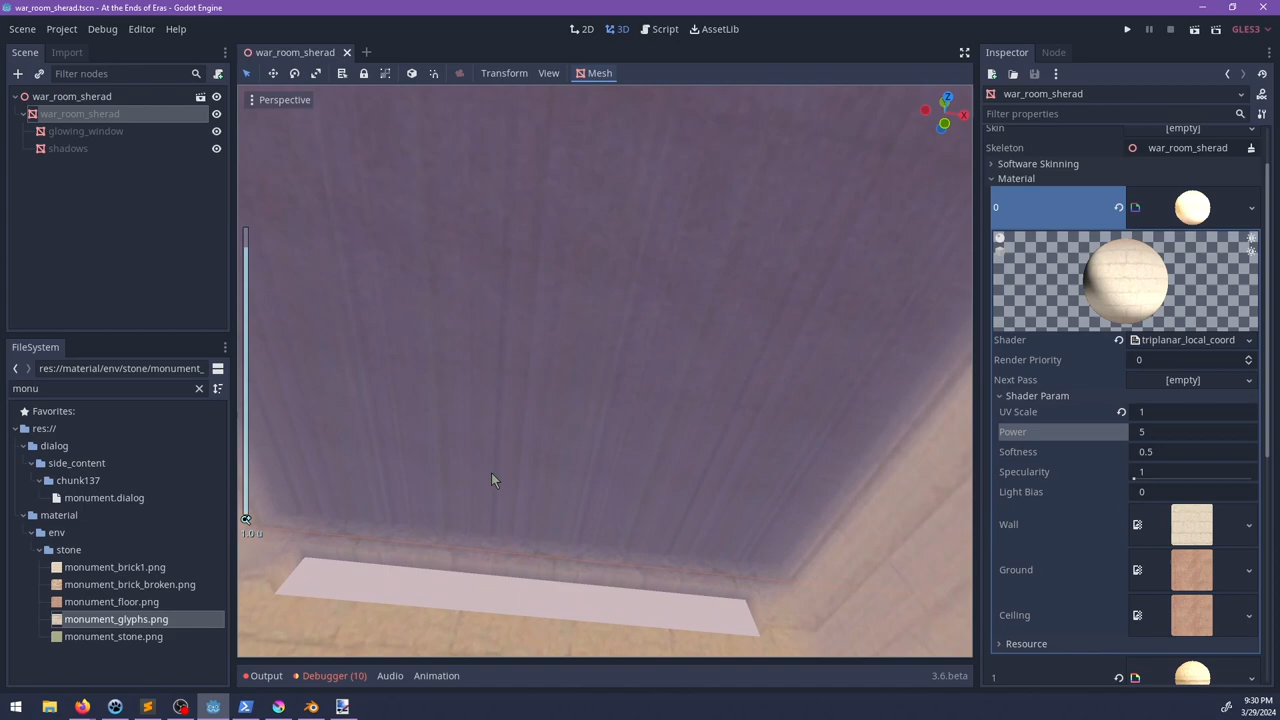 war_room_sherad.tscn - At the Ends of Eras - Godot Engine
Scene Project Debug Editor Help
2D 3D Script AssetLib
GLES3
Scene Import
war_room_sherad
Inspector Node
Filter nodes
Transform View Mesh
war_room_sherad
war_room_sherad
glowing_window
shadows
Perspective
Z
X
1.0 u
war_room_sherad
Filter properties
Skin [empty]
Skeleton war_room_sherad
Software Skinning
Material
0
Shader triplanar_local_coord
Render Priority 0
Next Pass [empty]
Shader Param
UV Scale 1
Power 5
Softness 0.5
Specularity 1
Light Bias 0
Wall
Ground
Ceiling
Resource
1
FileSystem
res://material/env/stone/monument_
monu
Favorites:
res://
dialog
side_content
chunk137
monument.dialog
material
env
stone
monument_brick1.png
monument_brick_broken.png
monument_floor.png
monument_glyphs.png
monument_stone.png
Output Debugger (10) Audio Animation 3.6.beta
9:30 PM
3/29/2024